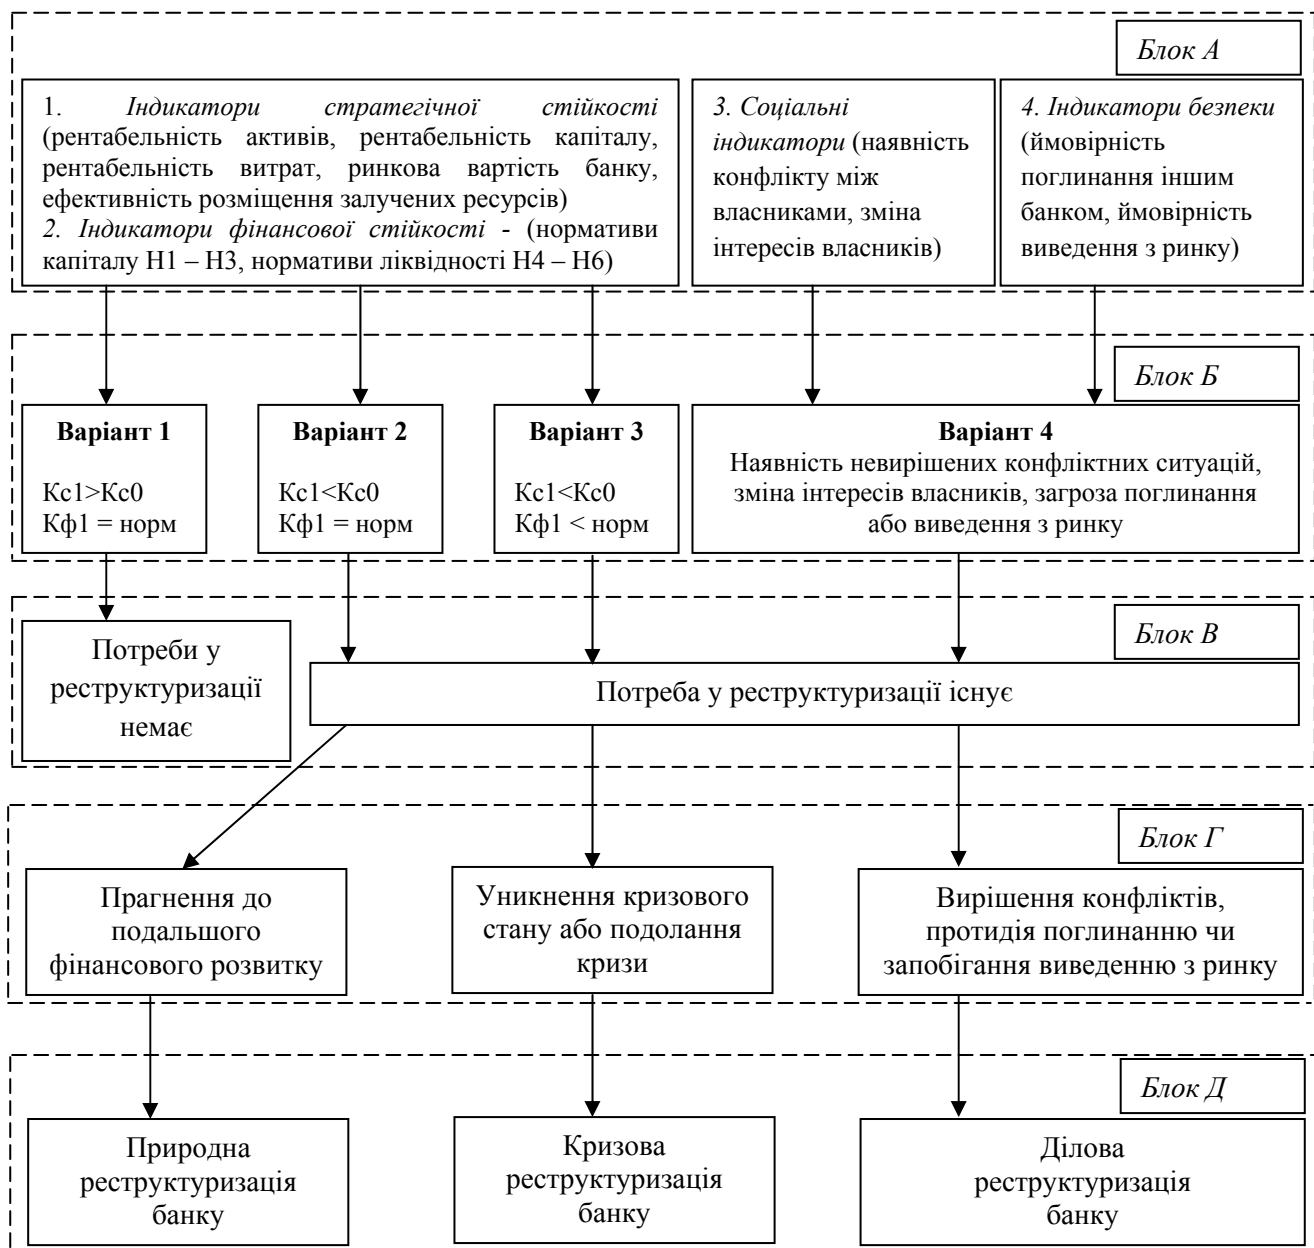 Блок А
1. Індикатори стратегічної стійкості
(рентабельність активів, рентабельність капіталу,
рентабельність витрат, ринкова вартість банку,
ефективність розміщення залучених ресурсів)
2. Індикатори фінансової стійкості - (нормативи
капіталу Н1 – Н3, нормативи ліквідності Н4 – Н6)
3. Соціальні
індикатори (наявність
конфлікту між
власниками, зміна
інтересів власників)
4. Індикатори безпеки
(ймовірність
поглинання іншим
банком, ймовірність
виведення з ринку)
Блок Б
Варіант 1
Кс1>Кс0
Кф1 = норм
Варіант 2
Кс1<Кс0
Кф1 = норм
Варіант 3
Кс1<Кс0
Кф1 < норм
Варіант 4
Наявність невирішених конфліктних ситуацій,
зміна інтересів власників, загроза поглинання
або виведення з ринку
Блок В
Потреби у
реструктуризації
немає
Потреба у реструктуризації існує
Блок Г
Прагнення до
подальшого
фінансового розвитку
Уникнення кризового
стану або подолання
кризи
Вирішення конфліктів,
протидія поглинанню чи
запобігання виведенню з ринку
Блок Д
Природна
реструктуризація
банку
Кризова
реструктуризація
банку
Ділова
реструктуризація
банку